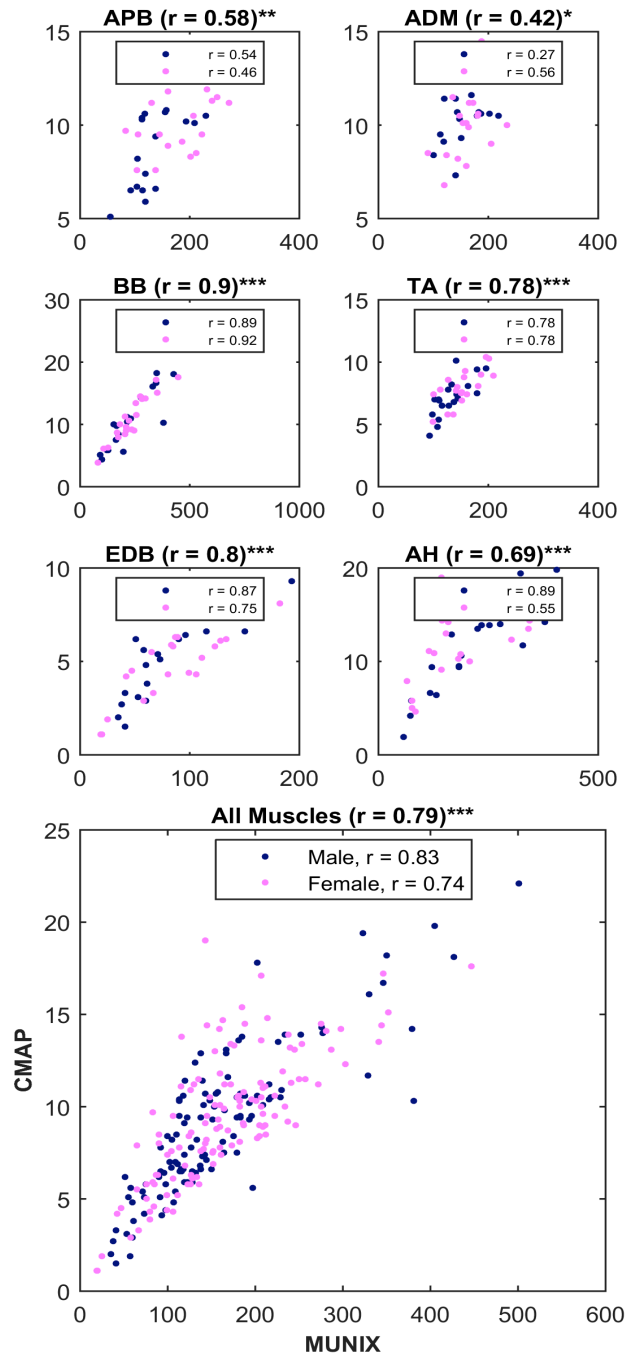 APB (r = 0.58)**
15
10
5
0
200
400
r = 0.54
r = 0.46
ADM (r = 0.42)*
15
10
5
0
200
400
r = 0.27
r = 0.56
BB (r = 0.9)***
30
20
10
0
0
500
1000
r = 0.89
r = 0.92
TA (r = 0.78)***
15
10
5
0
0
200
400
r = 0.78
r = 0.78
EDB (r = 0.8)***
10
5
0
0
100
200
r = 0.87
r = 0.75
AH (r = 0.69)***
20
10
0
0
500
r = 0.89
r = 0.55
All Muscles (r = 0.79)***
25
20
15
10
5
0
Male, r = 0.83
Female, r = 0.74
CMAP
0
100
200
300
400
500
600
MUNIX